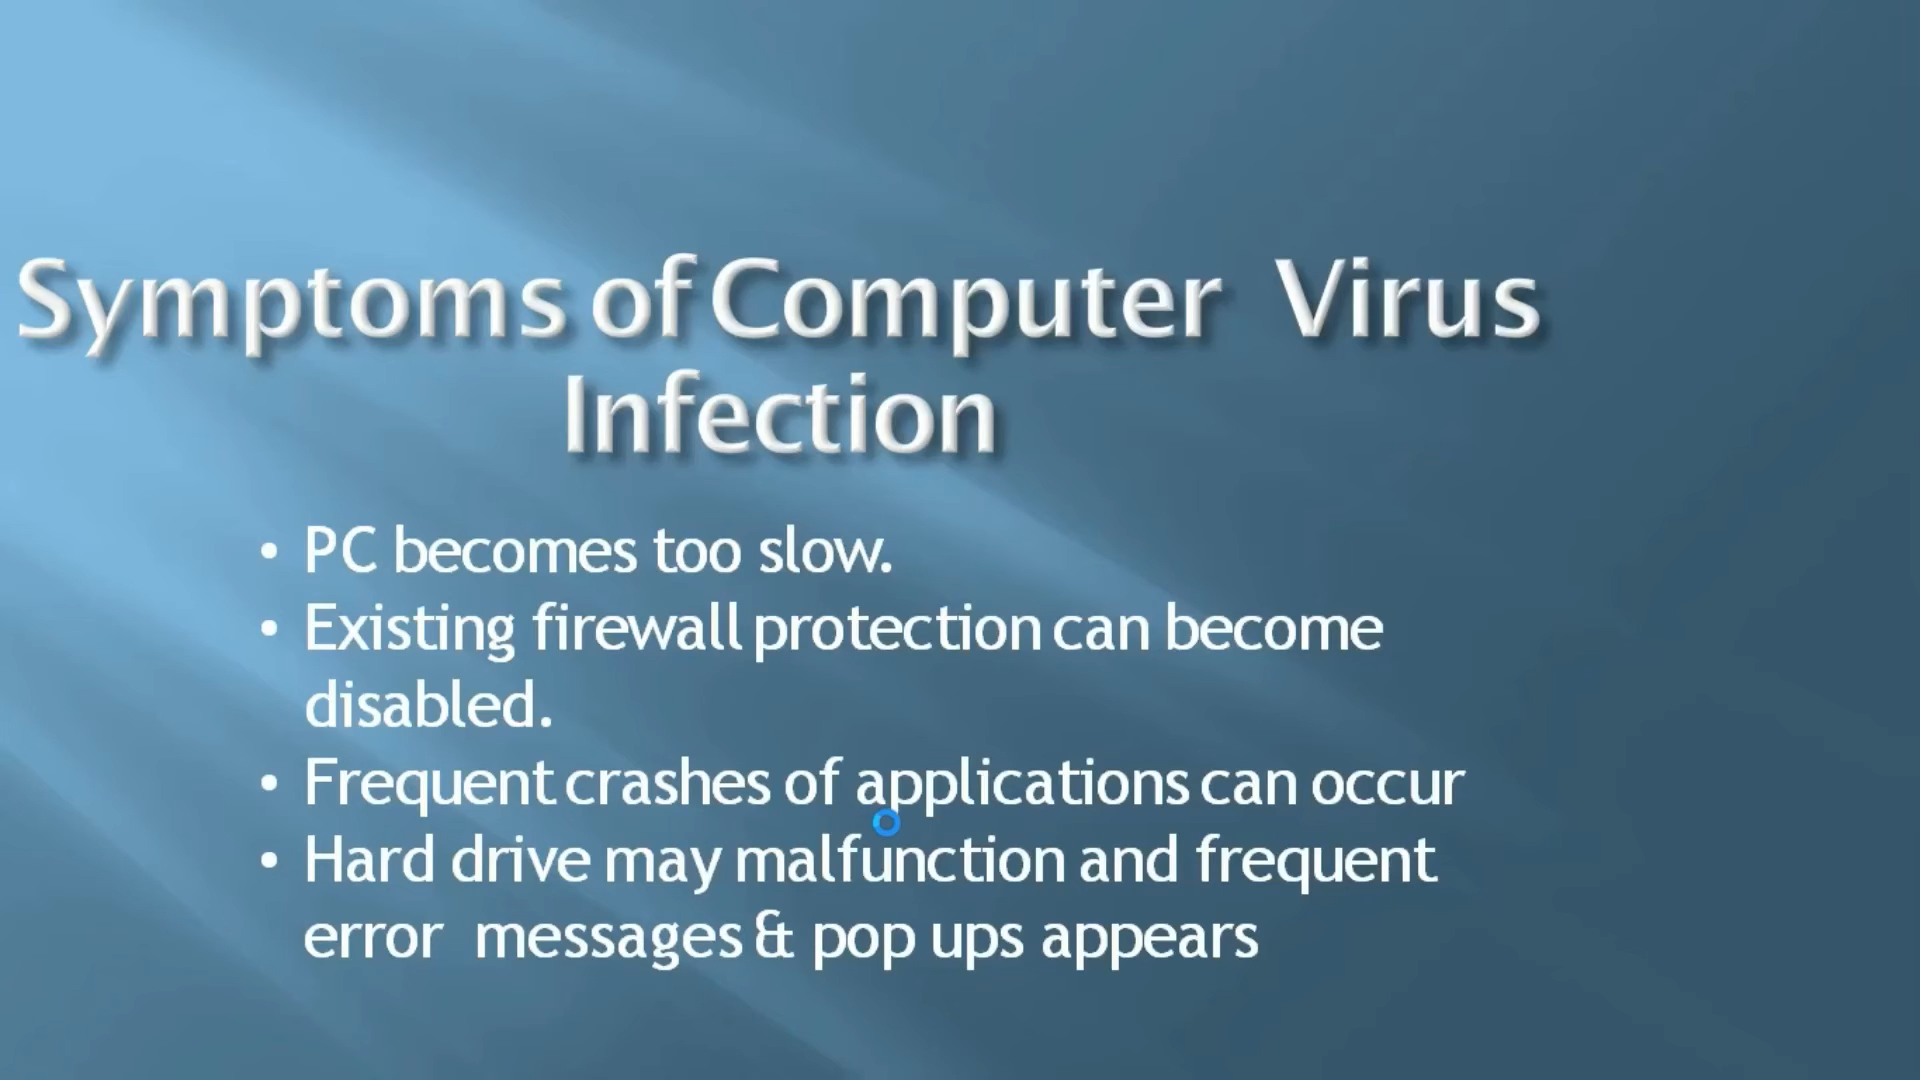 Symptoms of Computer Virus
Infection
• PC becomes too slow.
• Existing firewall protection can become
disabled.
• Frequent crashes of applications can occur
• Hard drive may malfunction and frequent
error messages & pop ups appears